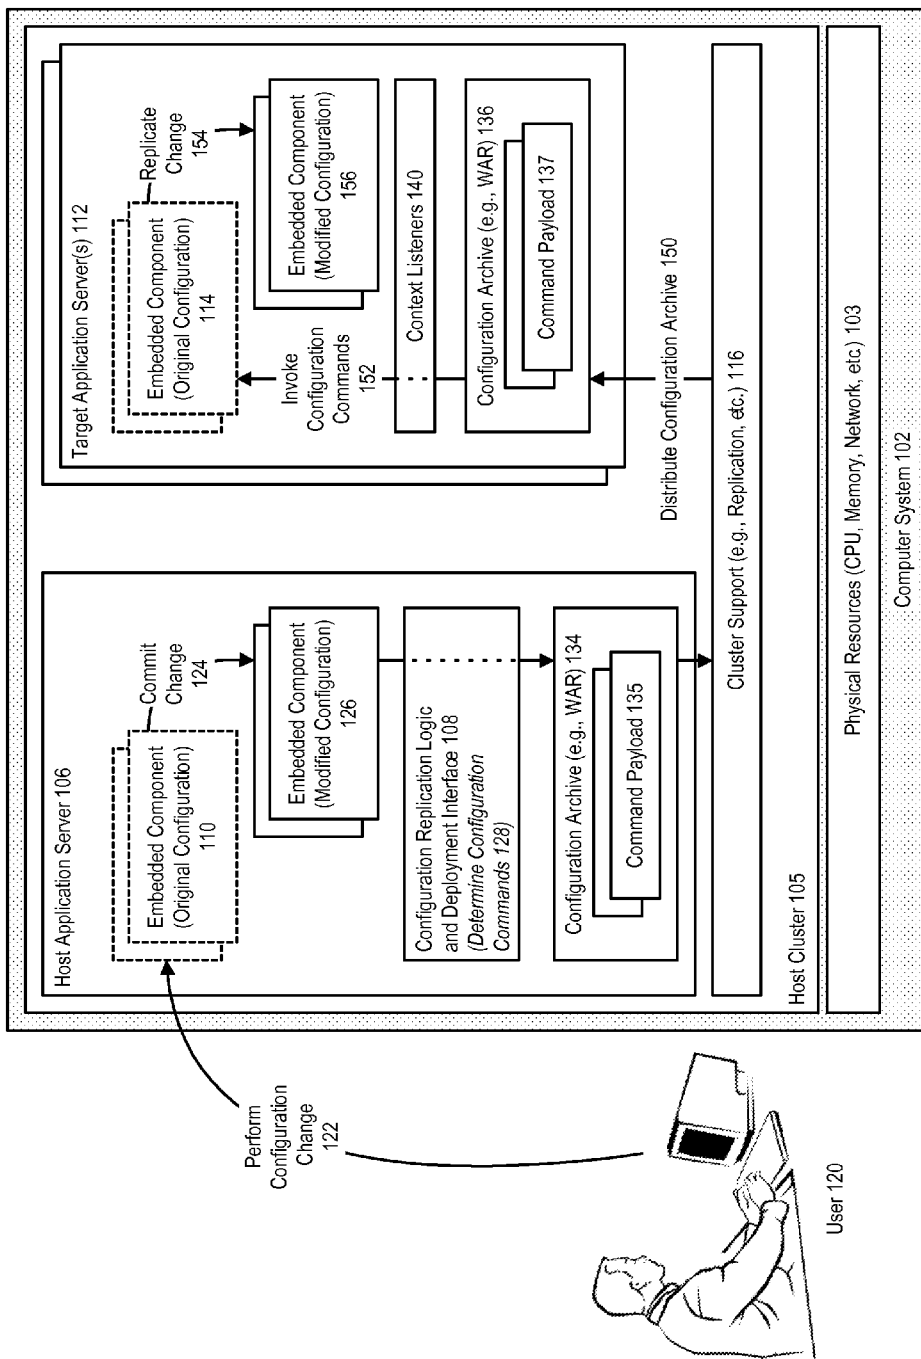 Host Application Server 106
Embedded Component
(Original Configuration)
110
Commit
Change
124
Embedded Component
(Modified Configuration)
126
Configuration Replication Logic
and Deployment Interface 108
(Determine Configuration
Commands 128)
Configuration Archive (e.g., WAR) 134
Command Payload 135
Target Application Server(s) 112
Embedded Component
(Original Configuration)
114
Replicate
Change
154
Embedded Component
(Modified Configuration)
156
Invoke
Configuration
Commands
152
Context Listeners 140
Configuration Archive (e.g., WAR) 136
Command Payload 137
Distribute Configuration Archive 150
Cluster Support (e.g., Replication, etc.) 116
Host Cluster 105
Physical Resources (CPU, Memory, Network, etc.) 103
Computer System 102
Perform
Configuration
Change
122
User 120